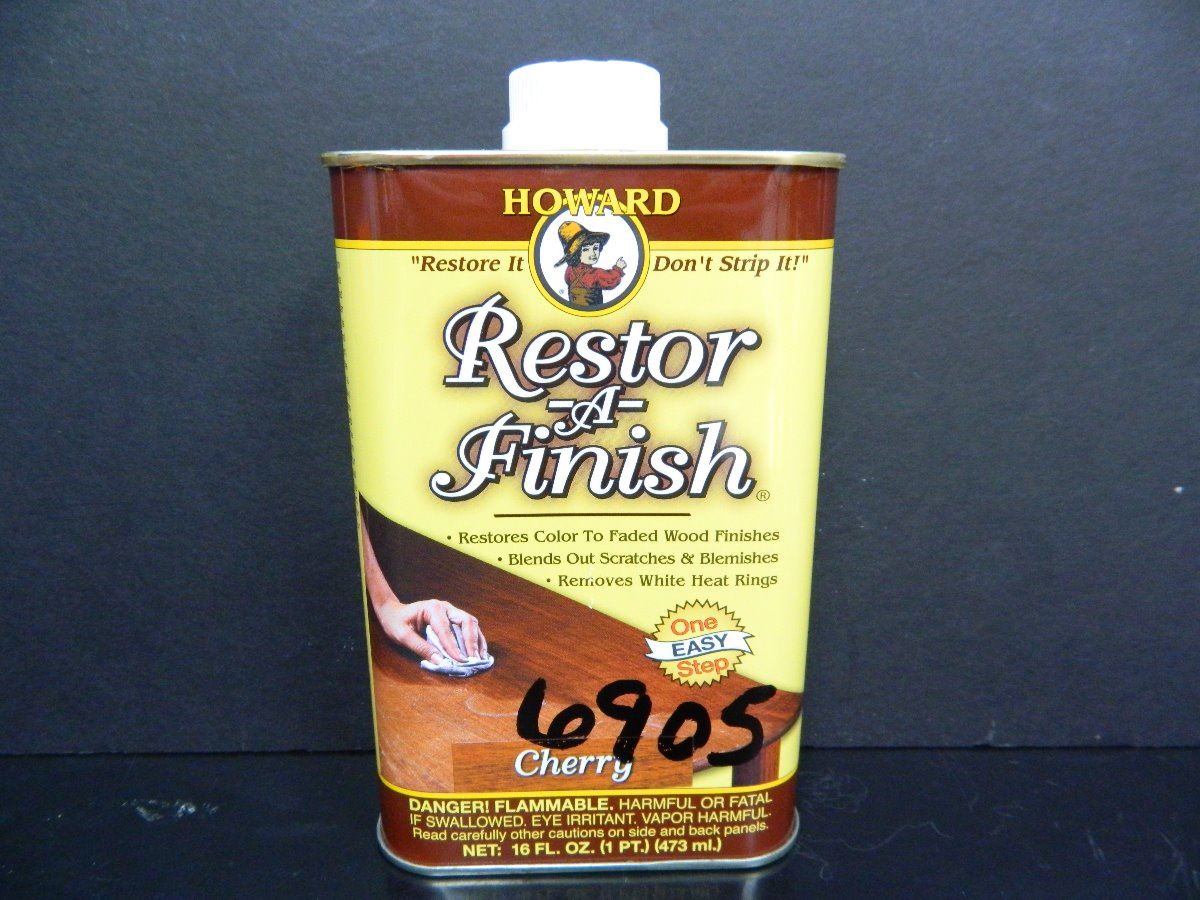 HOWARD
"Restore It Don't Strip It!"
Restor
-A-
Finish®
• Restores Color To Faded Wood Finishes
• Blends Out Scratches & Blemishes
• Removes White Heat Rings
One
EASY
Step
6905
Cherry
DANGER! FLAMMABLE. HARMFUL OR FATAL
IF SWALLOWED. EYE IRRITANT. VAPOR HARMFUL.
Read carefully other cautions on side and back panels.
NET: 16 FL. OZ. (1 PT.) (473 ml.)